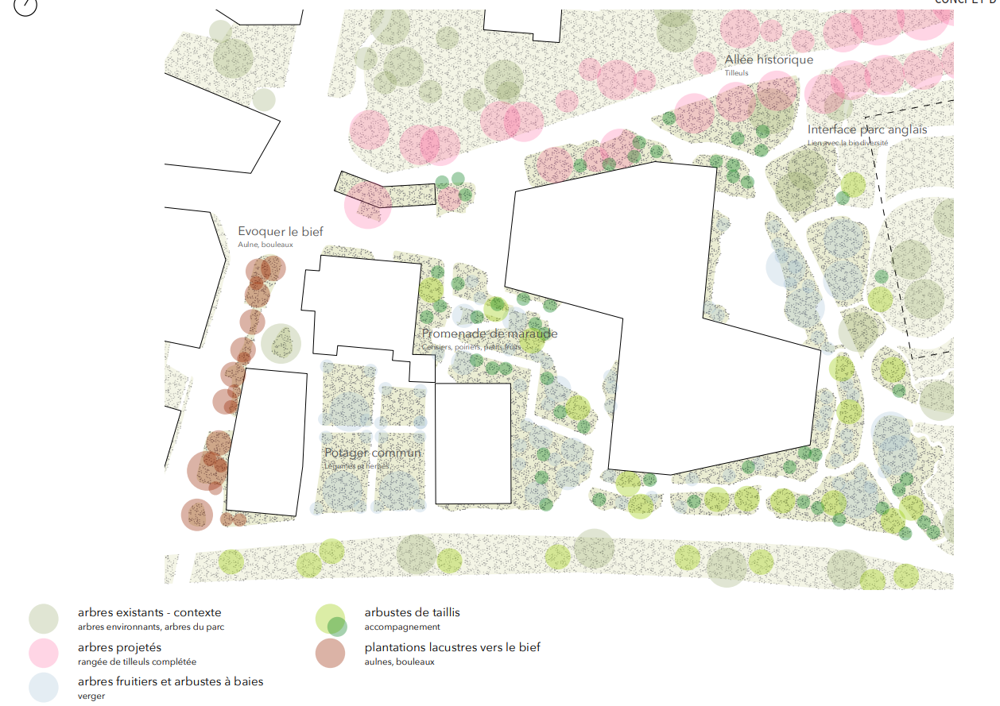 CONCEPT D
Allée historique
Tilleuls
Interface parc anglais
Lien avec la biodiversité
Evoquer le bief
Aulne, bouleaux
Promenade de maraude
Cerisiers, poiriers, petits fruits
Potager commun
Légumes et herbes
arbres existants - contexte
arbres environnants, arbres du parc
arbres projetés
rangée de tilleuls complétée
arbres fruitiers et arbustes à baies
verger
arbustes de taillis
accompagnement
plantations lacustres vers le bief
aulnes, bouleaux